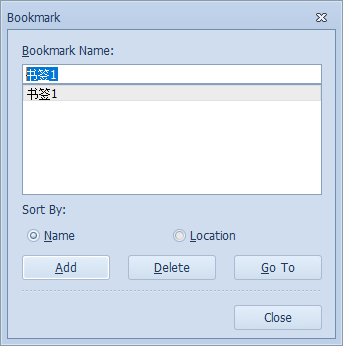 Bookmark
Bookmark Name:
书签1
书签1
Sort By:
Name
Location
Add
Delete
Go To
Close